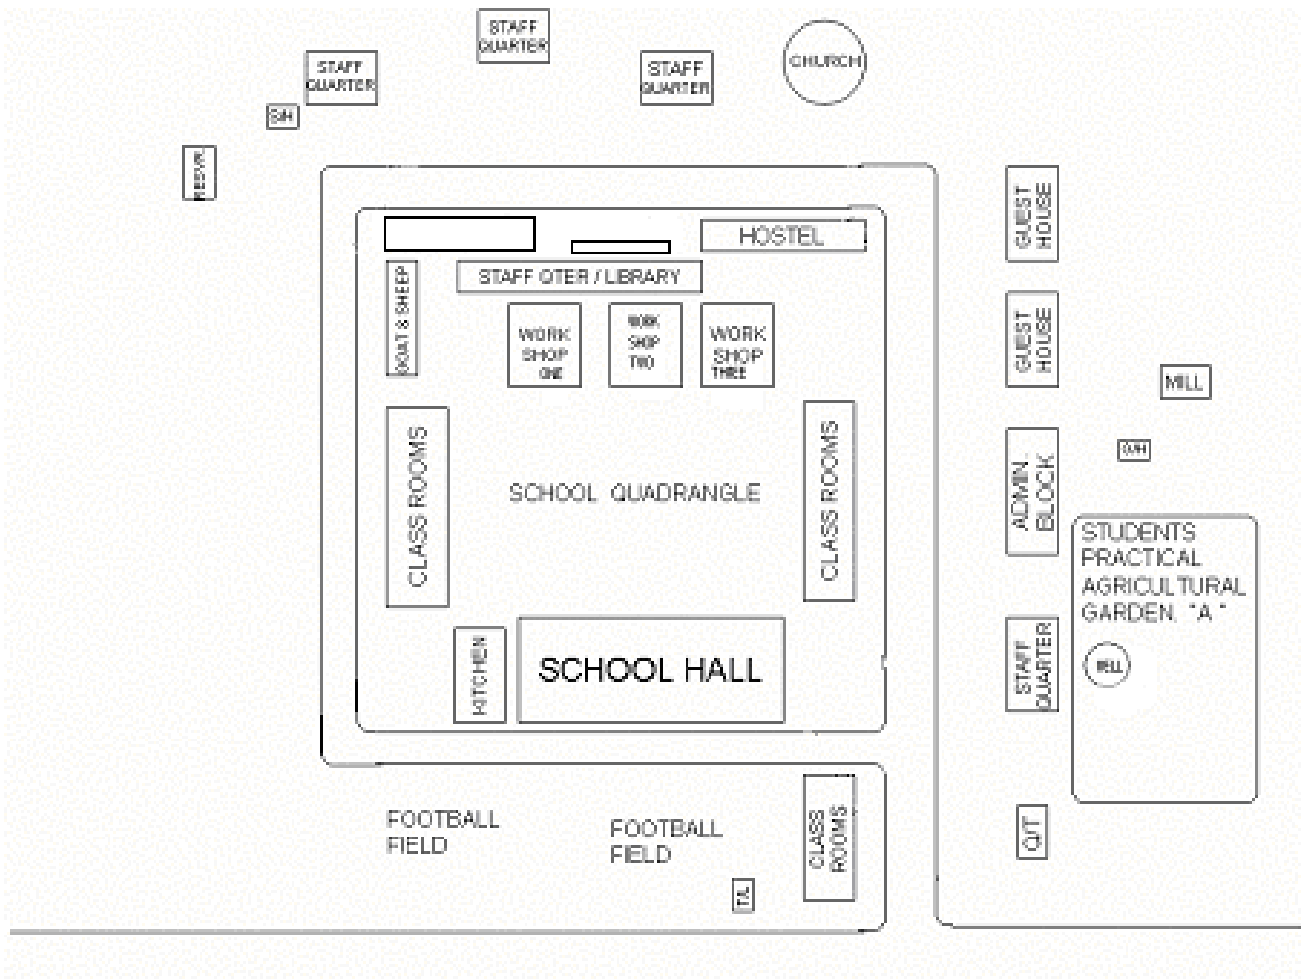 STAFF
QUARTER
STAFF
QUARTER
STAFF
QUARTER
CHURCH
S/H
GUEST
HOUSE
HOSTEL
GOAT & SHEEP
STAFF QTER / LIBRARY
WORK
SHOP
ONE
WORK
SHOP
TWO
WORK
SHOP
THREE
GUEST
HOUSE
MILL
CLASS ROOMS
SCHOOL QUADRANGLE
CLASS ROOMS
ADMIN.
BLOCK
STUDENTS
PRACTICAL
AGRICULTURAL
GARDEN. "A"
KITCHEN
SCHOOL HALL
STAFF
QUARTER
FOOTBALL
FIELD
FOOTBALL
FIELD
CLASS
ROOMS
Q/T